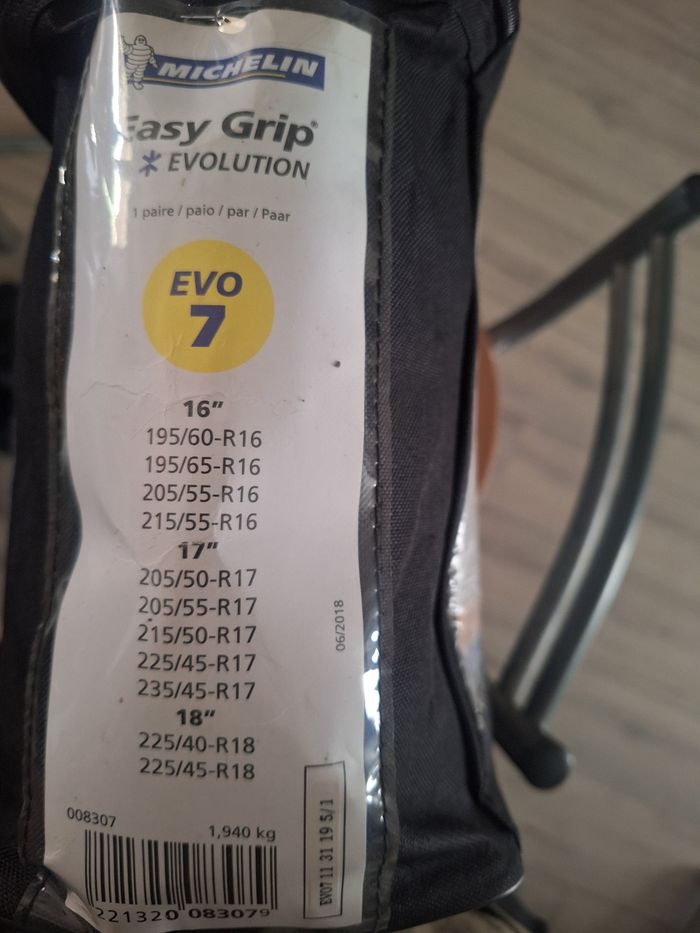 MICHELIN
Easy Grip®
EVOLUTION
1 paire / paio / par / Paar
EVO
7
16"
195/60-R16
195/65-R16
205/55-R16
215/55-R16
17"
205/50-R17
205/55-R17
215/50-R17
225/45-R17
235/45-R17
18"
225/40-R18
225/45-R18
06/2018
008307
1,940 kg
221320 083079
EVO7 11 31 19 5/1